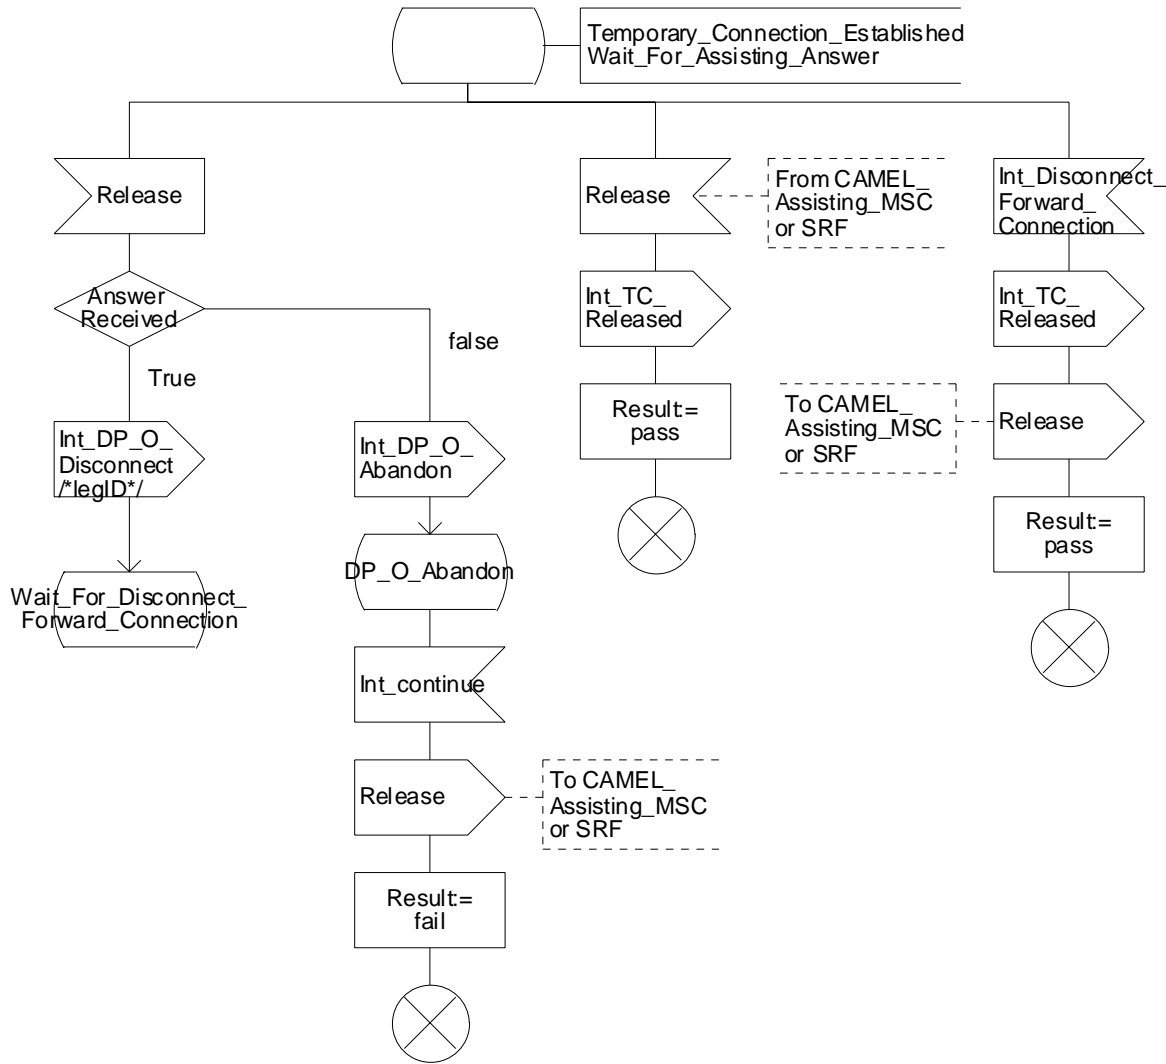 Temporary_Connection_Established
Wait_For_Assisting_Answer
Release
Release
From CAMEL_
Assisting_MSC
or SRF
Int_Disconnect_
Forward_
Connection
Answer
Received
Int_TC_
Released
Int_TC_
Released
false
True
Int_DP_O_
Disconnect
/*legID*/
Int_DP_O_
Abandon
Result:=
pass
To CAMEL_
Assisting_MSC
or SRF
Release
Wait_For_Disconnect_
Forward_Connection
DP_O_Abandon
Result:=
pass
Int_continue
Release
To CAMEL_
Assisting_MSC
or SRF
Result:=
fail